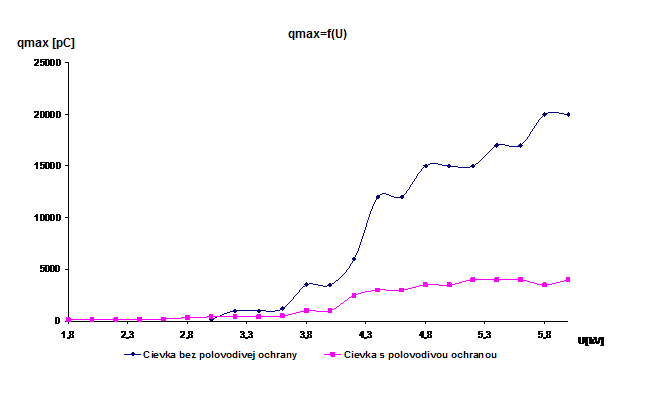 qmax=f(U)
qmax [pC]
25000
20000
15000
10000
5000
0
1,8 2,3 2,8 3,3 3,8 4,3 4,8 5,3 5,8 U[kV]
Cievka bez polovodivej ochrany Cievka s polovodivou ochranou